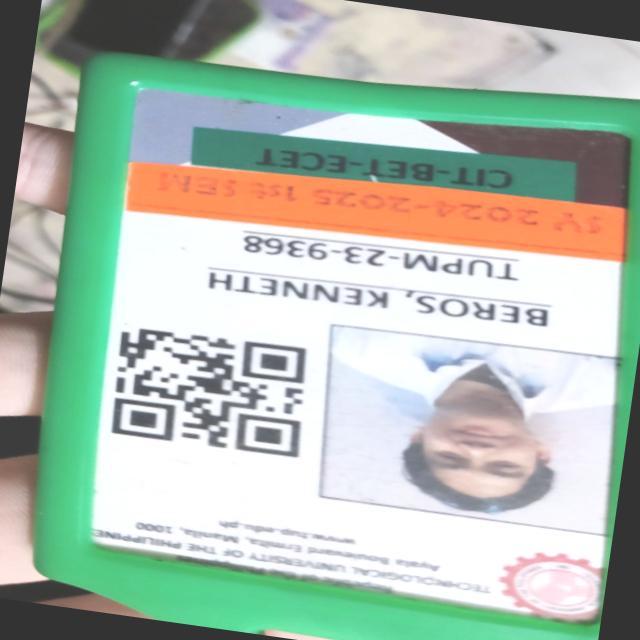 TECHNOLOGICAL UNIVERSITY OF THE PHILIPPINE
Ayala Boulevard Ermita, Manila, 1000
www.tup.edu.ph
BEROS, KENNETH
TUPM-23-9368
SY 2024-2025 1st SEM
CIT-BET-ECET